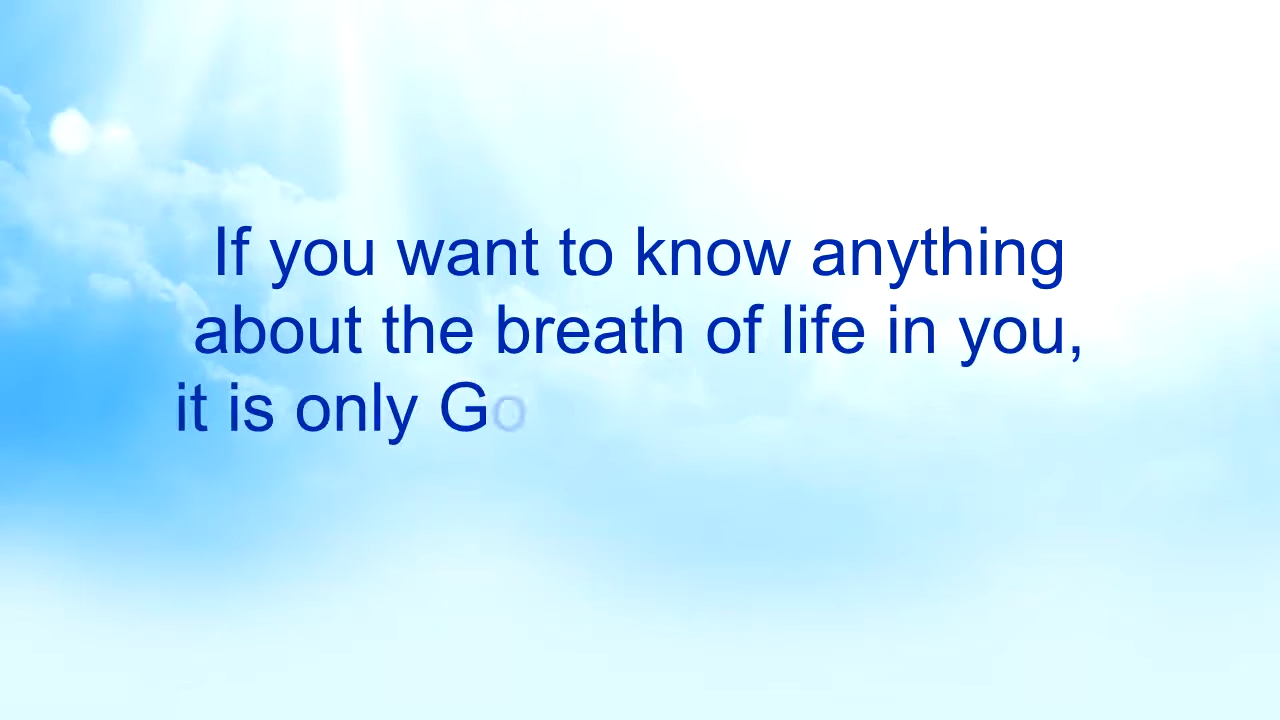 If you want to know anything
about the breath of life in you,
it is only Go